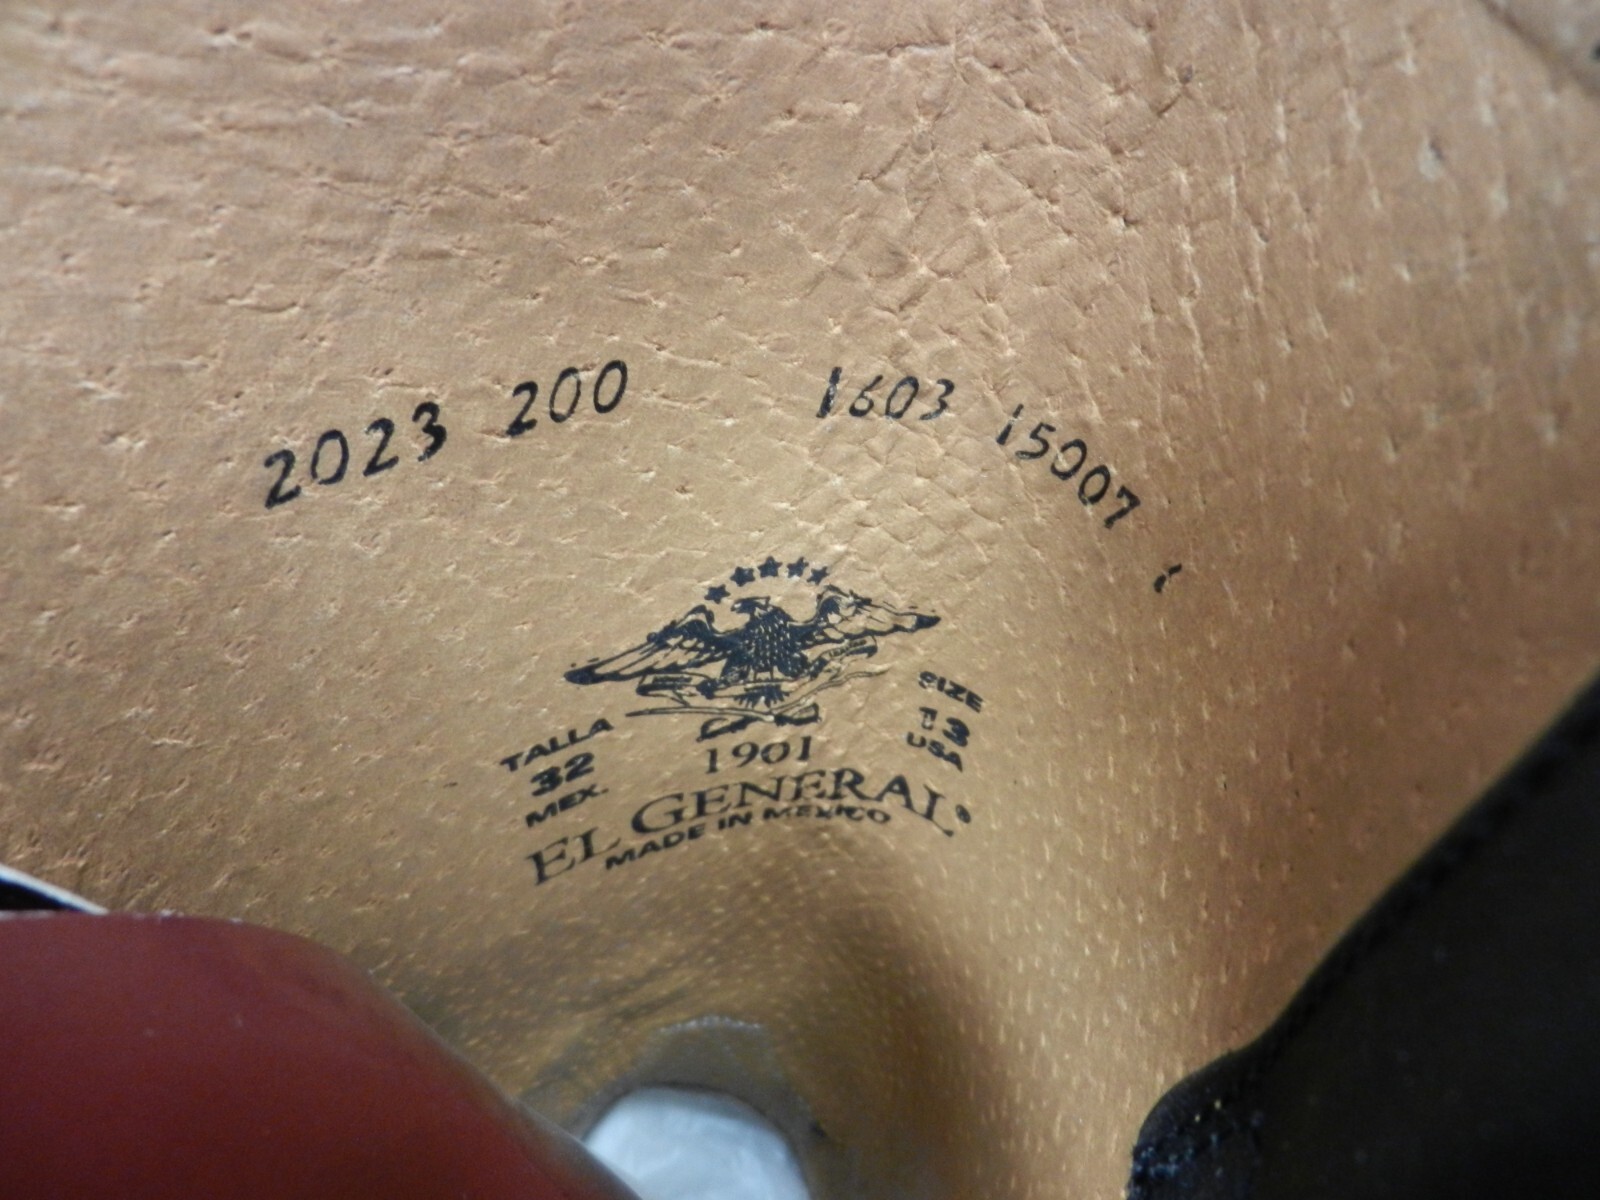 2023 200 1603 15007
TALLA
32
MEX.
SIZE
13
USA
1901
EL GENERAL®
MADE IN MEXICO